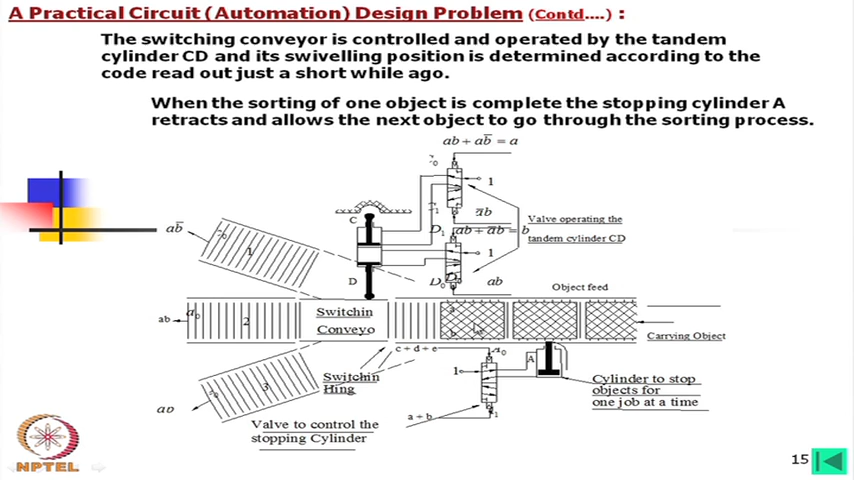 A Practical Circuit (Automation) Design Problem (Contd....) :
The switching conveyor is controlled and operated by the tandem
cylinder CD and its swivelling position is determined according to the
code read out just a short while ago.
When the sorting of one object is complete the stopping cylinder A
retracts and allows the next object to go through the sorting process.
ab + ab̅ = a
1
C
a̅b
Valve operating the
tandem cylinder CD
ab̅
D₁
ab + a̅b = b
1
1
D
D₀
ab
Object feed
ab
a₀
2
Switchin
Conveyo
a
b
Carrying Object
c + d + e
A
1
Switchin
Hing
3
Cylinder to stop
objects for
one job at a time
a + b
Valve to control the
stopping Cylinder
NPTEL
15